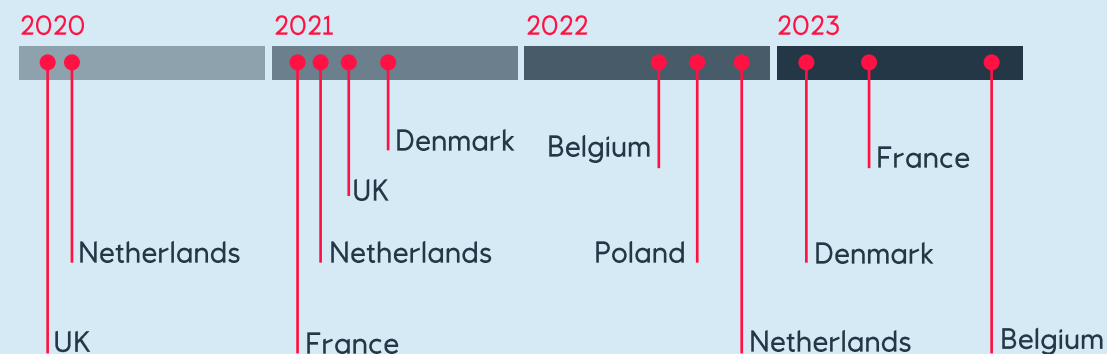 2020
2021
2022
2023
Denmark
Belgium
France
UK
Netherlands
Netherlands
Poland
Denmark
UK
France
Netherlands
Belgium